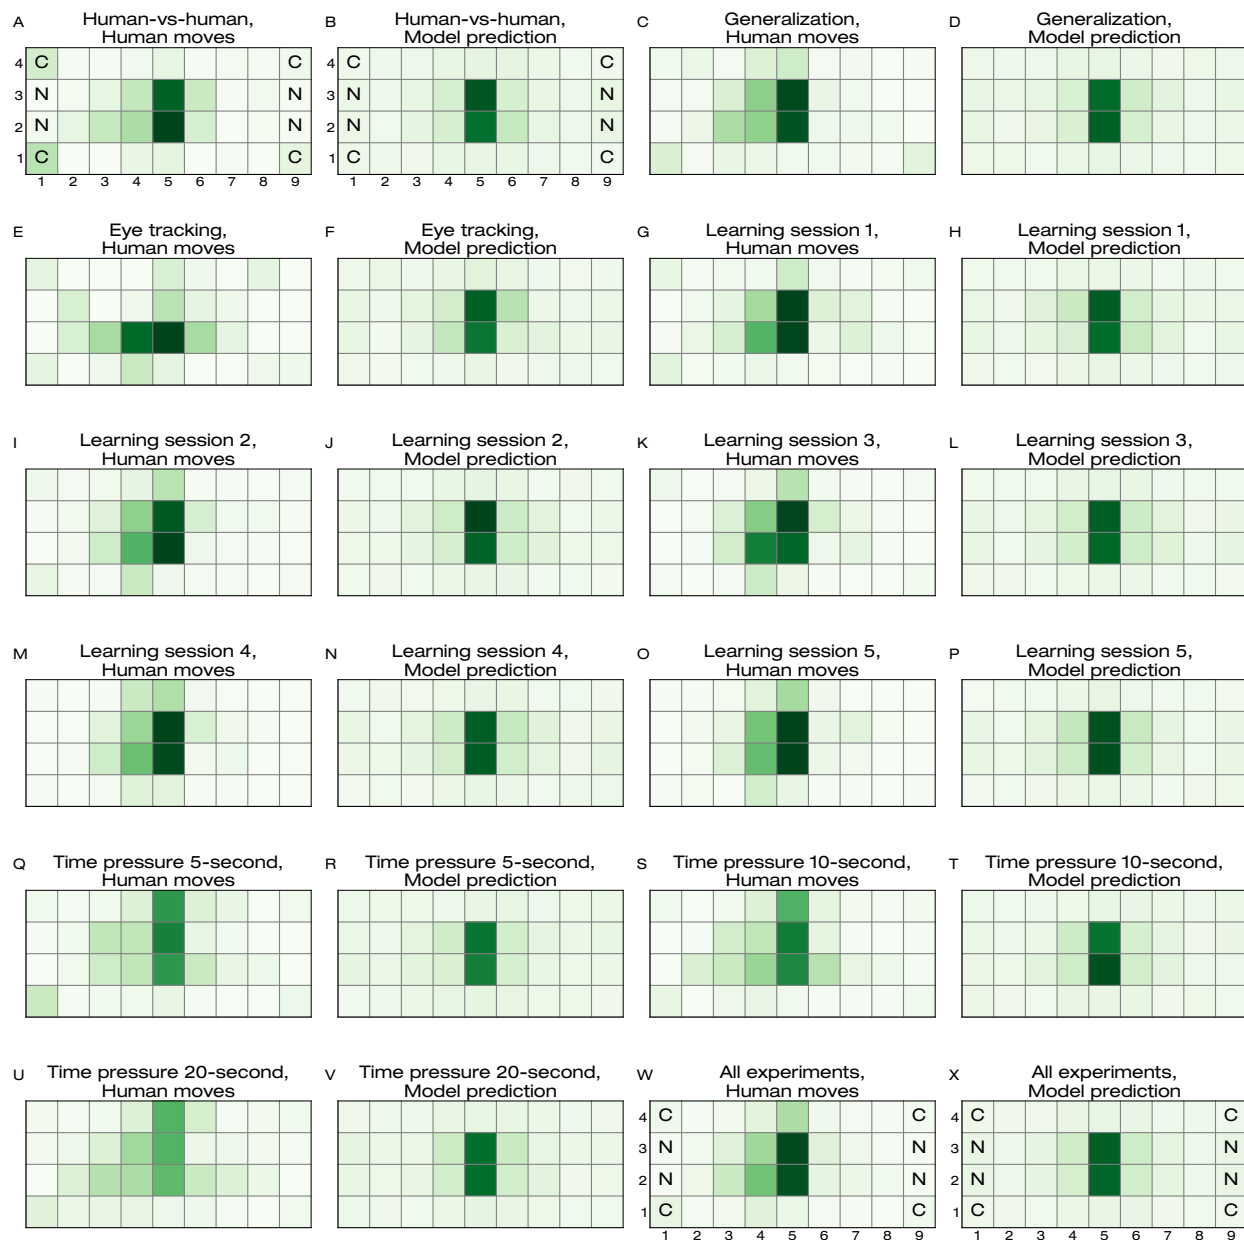 A Human-vs-human,
Human moves
B Human-vs-human,
Model prediction
C Generalization,
Human moves
D Generalization,
Model prediction
4 C C
3 N N
2 N N
1 C C
1 2 3 4 5 6 7 8 9
4 C C
3 N N
2 N N
1 C C
1 2 3 4 5 6 7 8 9
E Eye tracking,
Human moves
F Eye tracking,
Model prediction
G Learning session 1,
Human moves
H Learning session 1,
Model prediction
I Learning session 2,
Human moves
J Learning session 2,
Model prediction
K Learning session 3,
Human moves
L Learning session 3,
Model prediction
M Learning session 4,
Human moves
N Learning session 4,
Model prediction
O Learning session 5,
Human moves
P Learning session 5,
Model prediction
Q Time pressure 5-second,
Human moves
R Time pressure 5-second,
Model prediction
S Time pressure 10-second,
Human moves
T Time pressure 10-second,
Model prediction
U Time pressure 20-second,
Human moves
V Time pressure 20-second,
Model prediction
W All experiments,
Human moves
X All experiments,
Model prediction
4 C C
3 N N
2 N N
1 C C
1 2 3 4 5 6 7 8 9
4 C C
3 N N
2 N N
1 C C
1 2 3 4 5 6 7 8 9